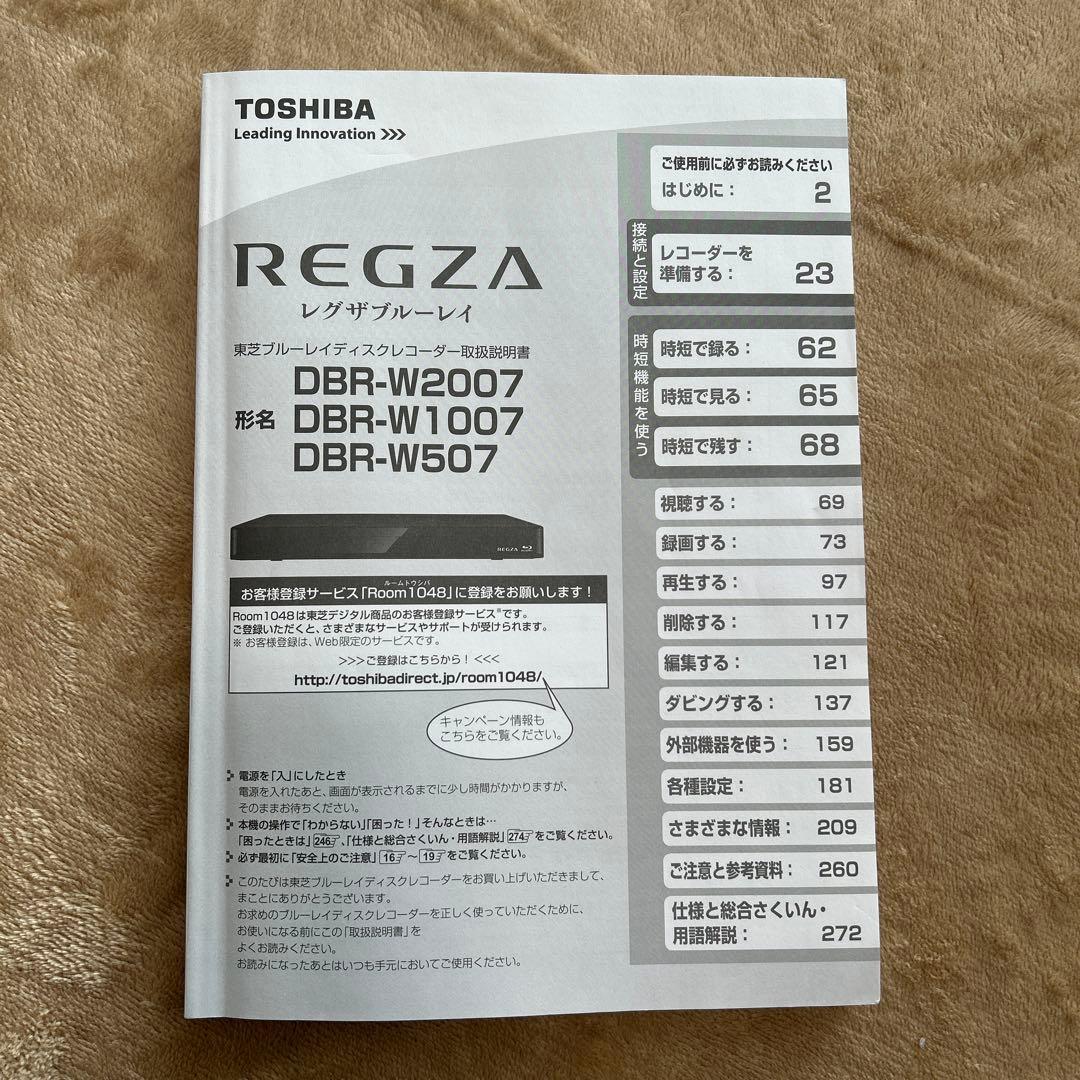 TOSHIBA
Leading Innovation >>>
REGZA
レグザブルーレイ
東芝ブルーレイディスクレコーダー取扱説明書
形名
DBR-W2007
DBR-W1007
DBR-W507
REGZA
ルームトウシバ
お客様登録サービス「Room1048」に登録をお願いします！
Room1048は東芝デジタル商品のお客様登録サービス※です。
ご登録いただくと、さまざまなサービスやサポートが受けられます。
※ お客様登録は、Web限定のサービスです。
>>>ご登録はこちらから！<<<
http://toshibadirect.jp/room1048/
キャンペーン情報も
こちらをご覧ください。
電源を「入」にしたとき
電源を入れたあと、画面が表示されるまでに少し時間がかかりますが、
そのままお待ちください。
本機の操作で「わからない」「困った！」そんなときは…
「困ったときは」246、「仕様と総合さくいん・用語解説」274をご覧ください。
必ず最初に「安全上のご注意」16～19をご覧ください。
このたびは東芝ブルーレイディスクレコーダーをお買い上げいただきまして、
まことにありがとうございます。
お求めのブルーレイディスクレコーダーを正しく使っていただくために、
お使いになる前にこの「取扱説明書」を
よくお読みください。
お読みになったあとはいつも手元においてご使用ください。
ご使用前に必ずお読みください
はじめに： 2
接続と設定
レコーダーを
準備する： 23
時短機能を使う
時短で録る： 62
時短で見る： 65
時短で残す： 68
視聴する： 69
録画する： 73
再生する： 97
削除する： 117
編集する： 121
ダビングする： 137
外部機器を使う： 159
各種設定： 181
さまざまな情報： 209
ご注意と参考資料： 260
仕様と総合さくいん・
用語解説： 272